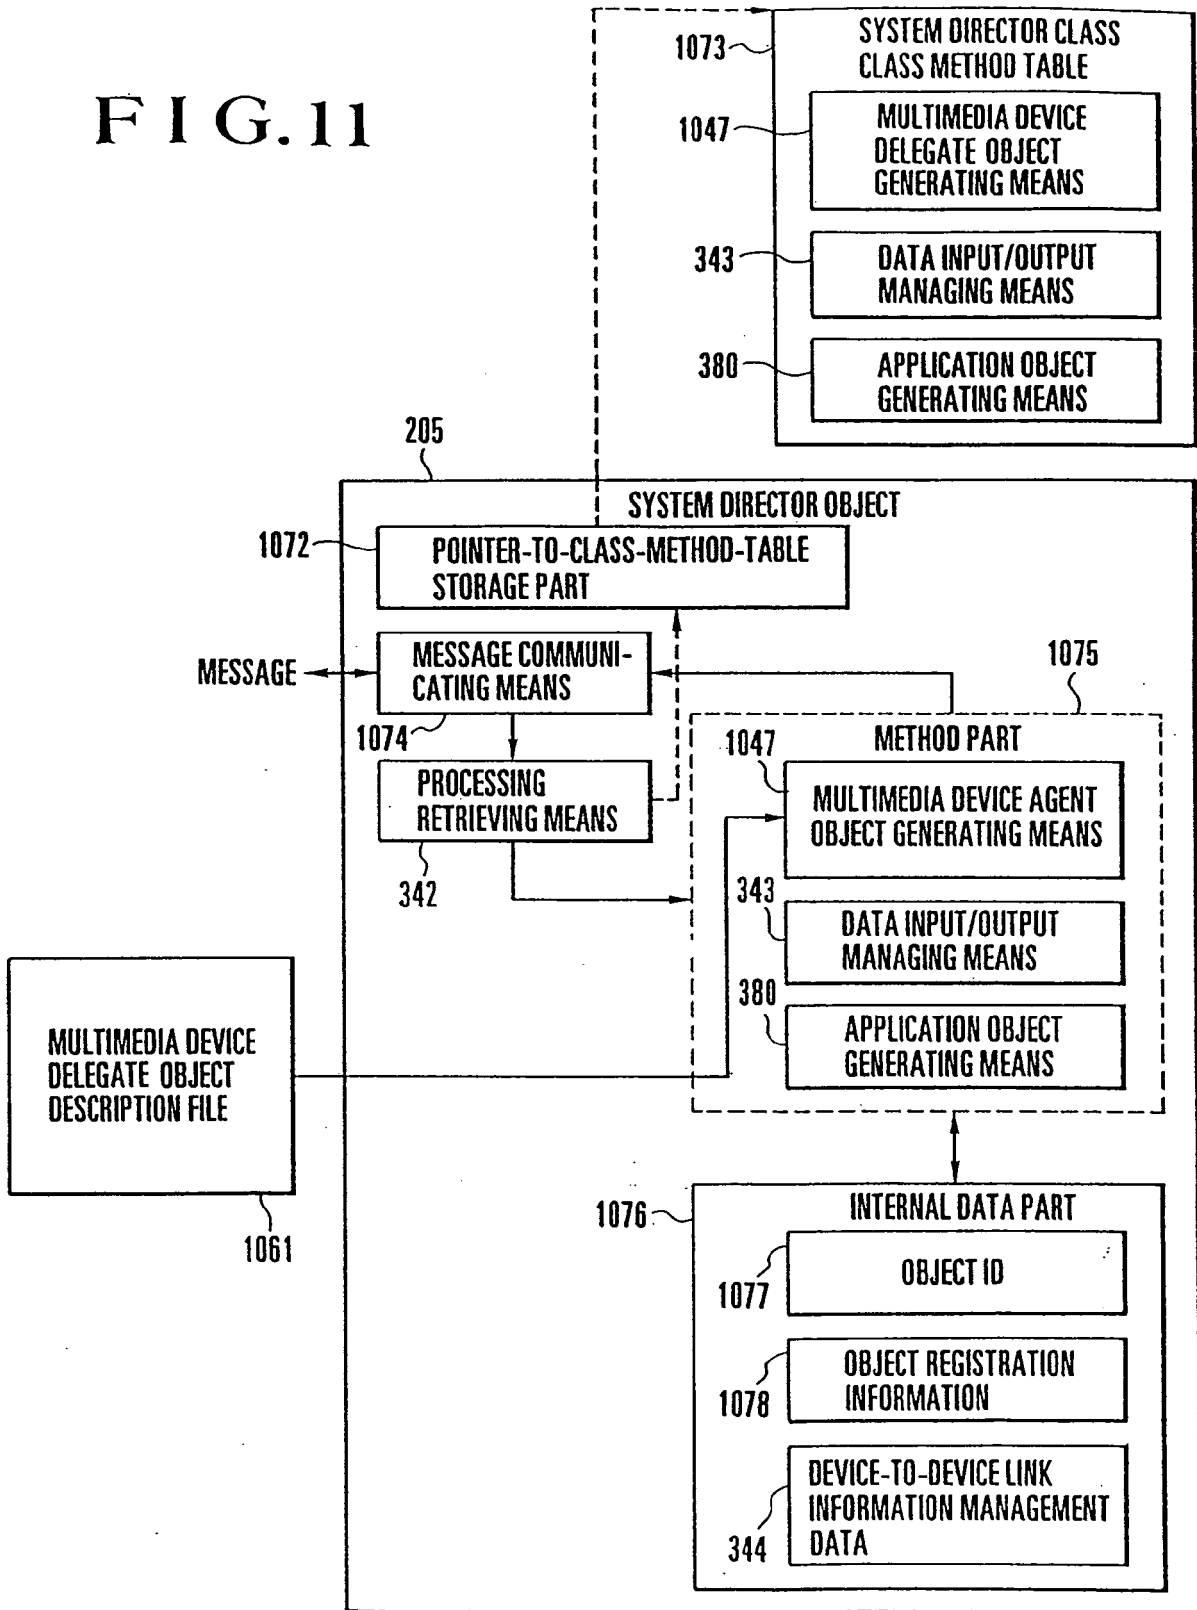 FIG.11
1073
SYSTEM DIRECTOR CLASS
CLASS METHOD TABLE
1047
MULTIMEDIA DEVICE
DELEGATE OBJECT
GENERATING MEANS
343
DATA INPUT/OUTPUT
MANAGING MEANS
380
APPLICATION OBJECT
GENERATING MEANS
205
SYSTEM DIRECTOR OBJECT
1072
POINTER-TO-CLASS-METHOD-TABLE
STORAGE PART
MESSAGE
MESSAGE COMMUNI-
CATING MEANS
1074
PROCESSING
RETRIEVING MEANS
342
1075
METHOD PART
1047
MULTIMEDIA DEVICE AGENT
OBJECT GENERATING MEANS
343
DATA INPUT/OUTPUT
MANAGING MEANS
380
APPLICATION OBJECT
GENERATING MEANS
MULTIMEDIA DEVICE
DELEGATE OBJECT
DESCRIPTION FILE
1061
1076
INTERNAL DATA PART
1077
OBJECT ID
1078
OBJECT REGISTRATION
INFORMATION
344
DEVICE-TO-DEVICE LINK
INFORMATION MANAGEMENT
DATA